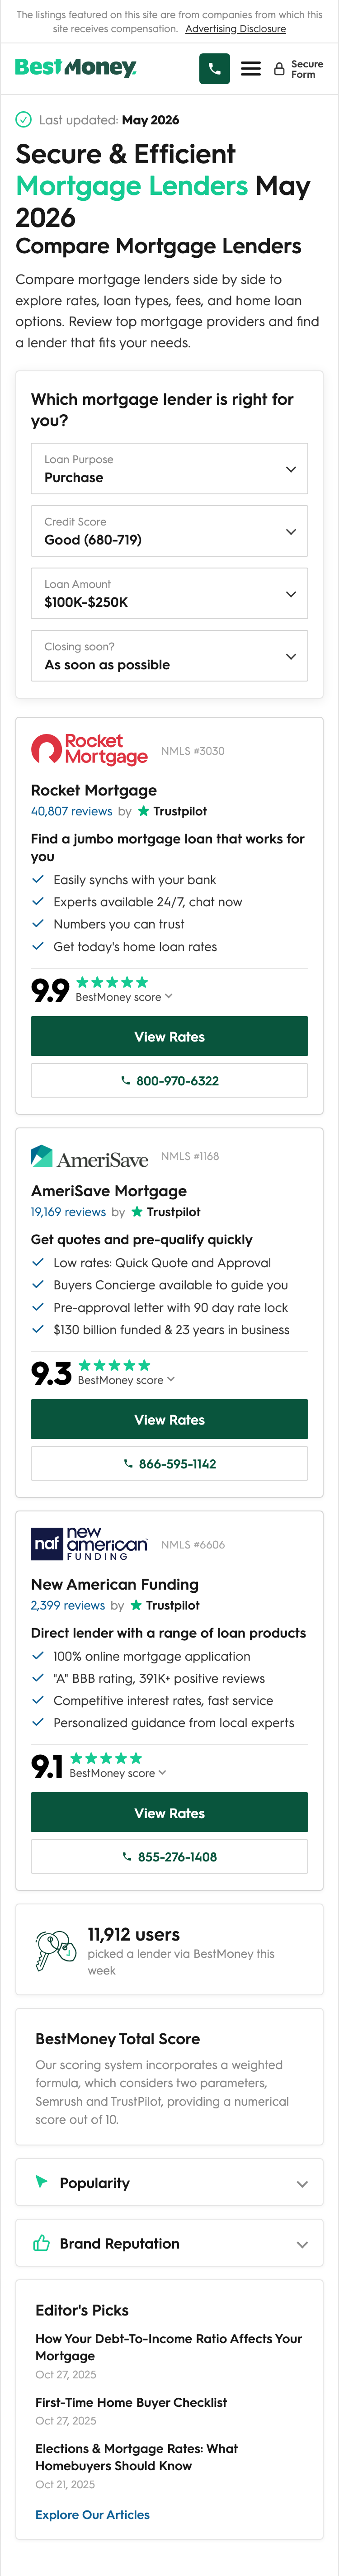 The listings featured on this site are from companies from which this
site receives compensation. Advertising Disclosure
BestMoney.
Secure
Form
Last updated: May 2026
Secure & Efficient
Mortgage Lenders May
2026
Compare Mortgage Lenders
Compare mortgage lenders side by side to
explore rates, loan types, fees, and home loan
options. Review top mortgage providers and find
a lender that fits your needs.
Which mortgage lender is right for
you?
Loan Purpose
Purchase
Credit Score
Good (680-719)
Loan Amount
$100K-$250K
Closing soon?
As soon as possible
Rocket
Mortgage
NMLS #3030
Rocket Mortgage
40,807 reviews by Trustpilot
Find a jumbo mortgage loan that works for
you
Easily synchs with your bank
Experts available 24/7, chat now
Numbers you can trust
Get today's home loan rates
9.9
BestMoney score
View Rates
800-970-6322
AmeriSave NMLS #1168
AmeriSave Mortgage
19,169 reviews by Trustpilot
Get quotes and pre-qualify quickly
Low rates: Quick Quote and Approval
Buyers Concierge available to guide you
Pre-approval letter with 90 day rate lock
$130 billion funded & 23 years in business
9.3
BestMoney score
View Rates
866-595-1142
naf new
american
FUNDING
NMLS #6606
New American Funding
2,399 reviews by Trustpilot
Direct lender with a range of loan products
100% online mortgage application
"A" BBB rating, 391K+ positive reviews
Competitive interest rates, fast service
Personalized guidance from local experts
9.1
BestMoney score
View Rates
855-276-1408
11,912 users
picked a lender via BestMoney this
week
BestMoney Total Score
Our scoring system incorporates a weighted
formula, which considers two parameters,
Semrush and TrustPilot, providing a numerical
score out of 10.
Popularity
Brand Reputation
Editor's Picks
How Your Debt-To-Income Ratio Affects Your
Mortgage
Oct 27, 2025
First-Time Home Buyer Checklist
Oct 27, 2025
Elections & Mortgage Rates: What
Homebuyers Should Know
Oct 21, 2025
Explore Our Articles